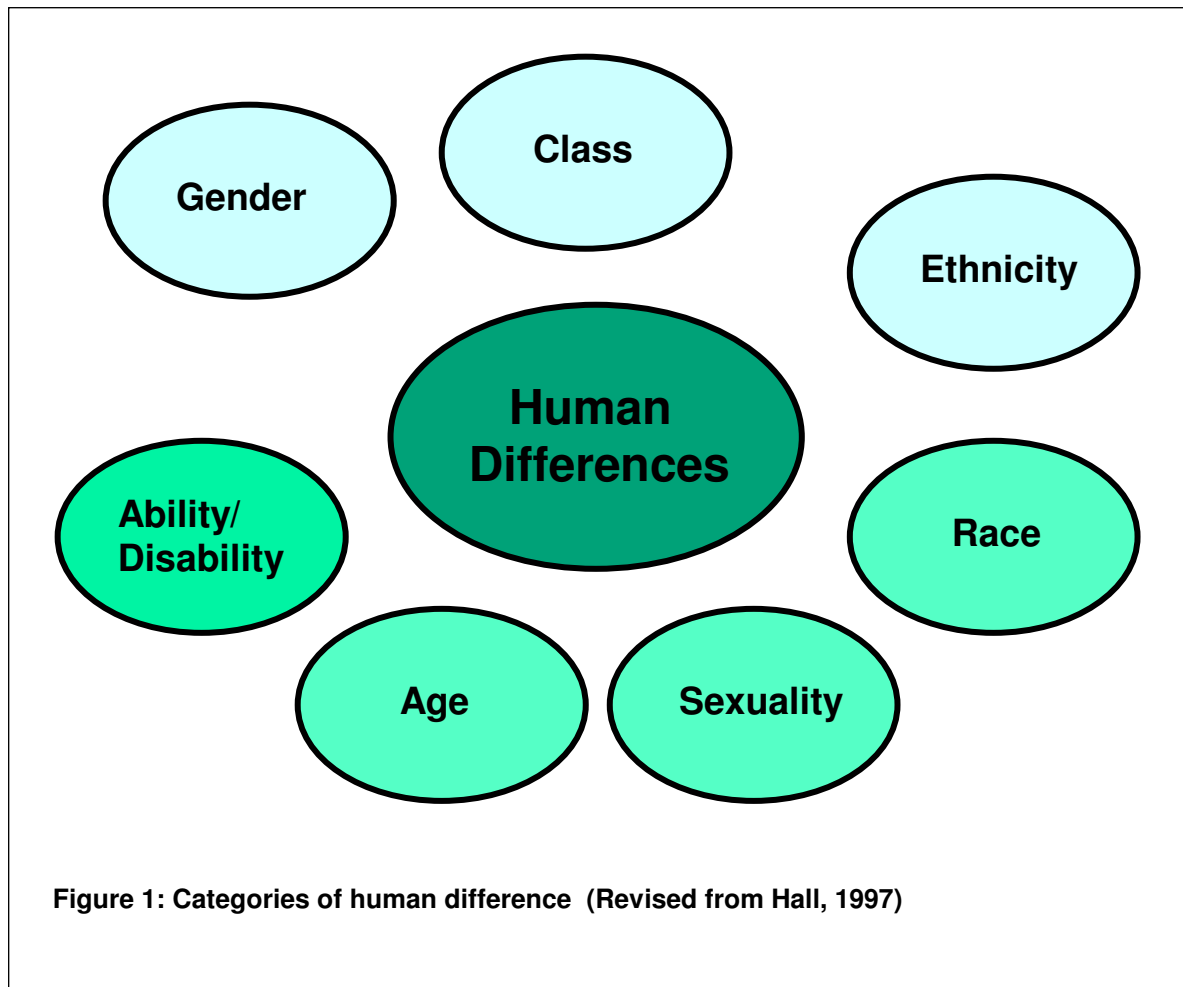 Class
Gender
Ethnicity
Human
Differences
Ability/
Disability
Race
Age
Sexuality
Figure 1: Categories of human difference  (Revised from Hall, 1997)